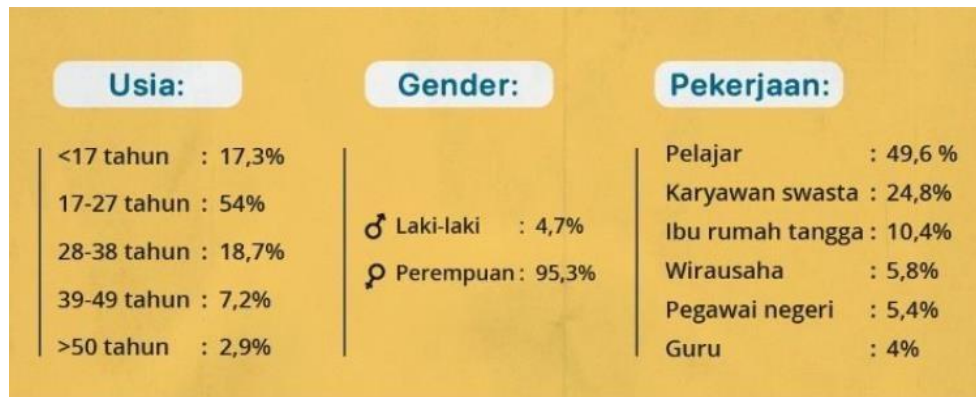 Usia:
<17 tahun : 17,3%
17-27 tahun : 54%
28-38 tahun : 18,7%
39-49 tahun : 7,2%
>50 tahun : 2,9%
Gender:
Laki-laki : 4,7%
Perempuan : 95,3%
Pekerjaan:
Pelajar : 49,6 %
Karyawan swasta : 24,8%
Ibu rumah tangga : 10,4%
Wirausaha : 5,8%
Pegawai negeri : 5,4%
Guru : 4%